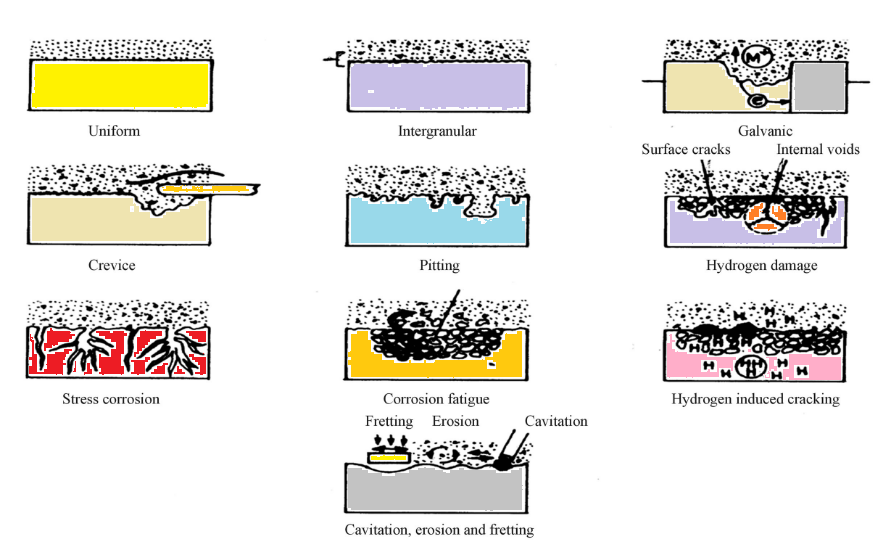 Uniform
Intergranular
Galvanic
Surface cracks
Internal voids
Crevice
Pitting
Hydrogen damage
Stress corrosion
Corrosion fatigue
Hydrogen induced cracking
Fretting
Erosion
Cavitation
Cavitation, erosion and fretting
M+
e
H
H
H
H
H
H
H
H
H
H
H
H
H